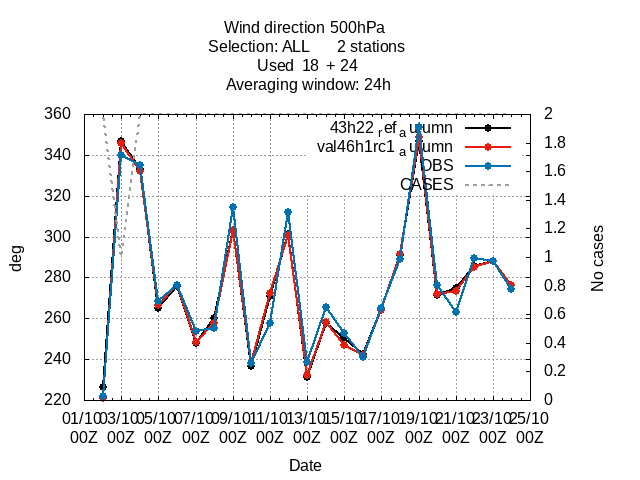 Wind direction 500hPa
Selection: ALL 2 stations
Used 18 + 24
Averaging window: 24h
360 2
43h22 ref a utumn
340 1.8
val46h1rc1 a utumn
OBS
320 1.6
CASES
1.4
300 1.2
deg
280 1
No cases
0.8
260 0.6
240 0.4
0.2
220 0
01/10 03/10 05/10 07/10 09/10 11/10 13/10 15/10 17/10 19/10 21/10 23/10 25/10
00Z 00Z 00Z 00Z 00Z 00Z 00Z 00Z 00Z 00Z 00Z 00Z 00Z
Date